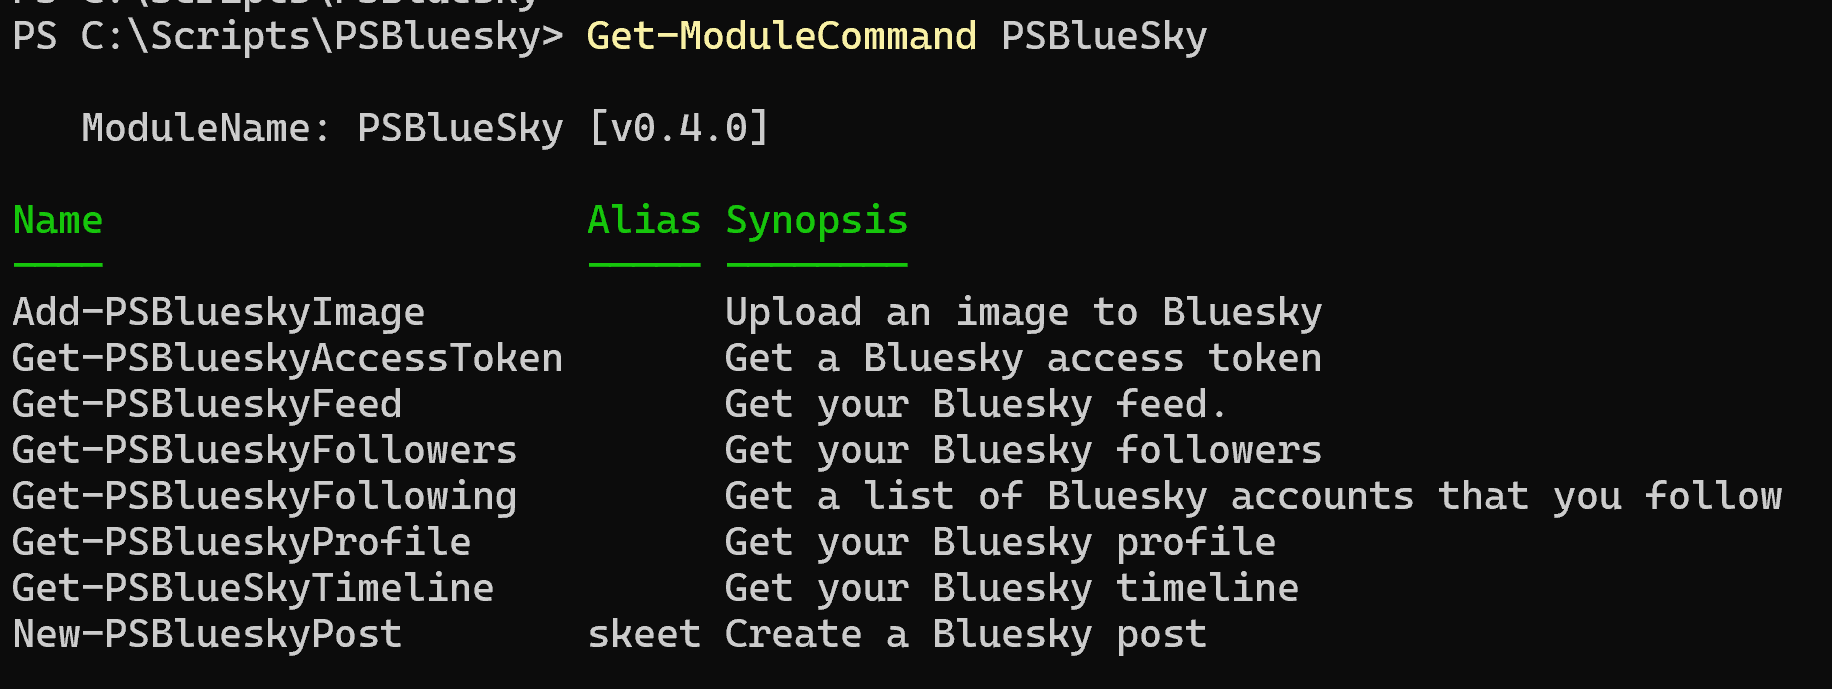 PS C:\Scripts\PSBluesky
PS C:\Scripts\PSBluesky> Get-ModuleCommand PSBlueSky
ModuleName: PSBlueSky [v0.4.0]
Name Alias Synopsis
Add-PSBlueskyImage Upload an image to Bluesky
Get-PSBlueskyAccessToken Get a Bluesky access token
Get-PSBlueskyFeed Get your Bluesky feed.
Get-PSBlueskyFollowers Get your Bluesky followers
Get-PSBlueskyFollowing Get a list of Bluesky accounts that you follow
Get-PSBlueskyProfile Get your Bluesky profile
Get-PSBlueSkyTimeline Get your Bluesky timeline
New-PSBlueskyPost skeet Create a Bluesky post